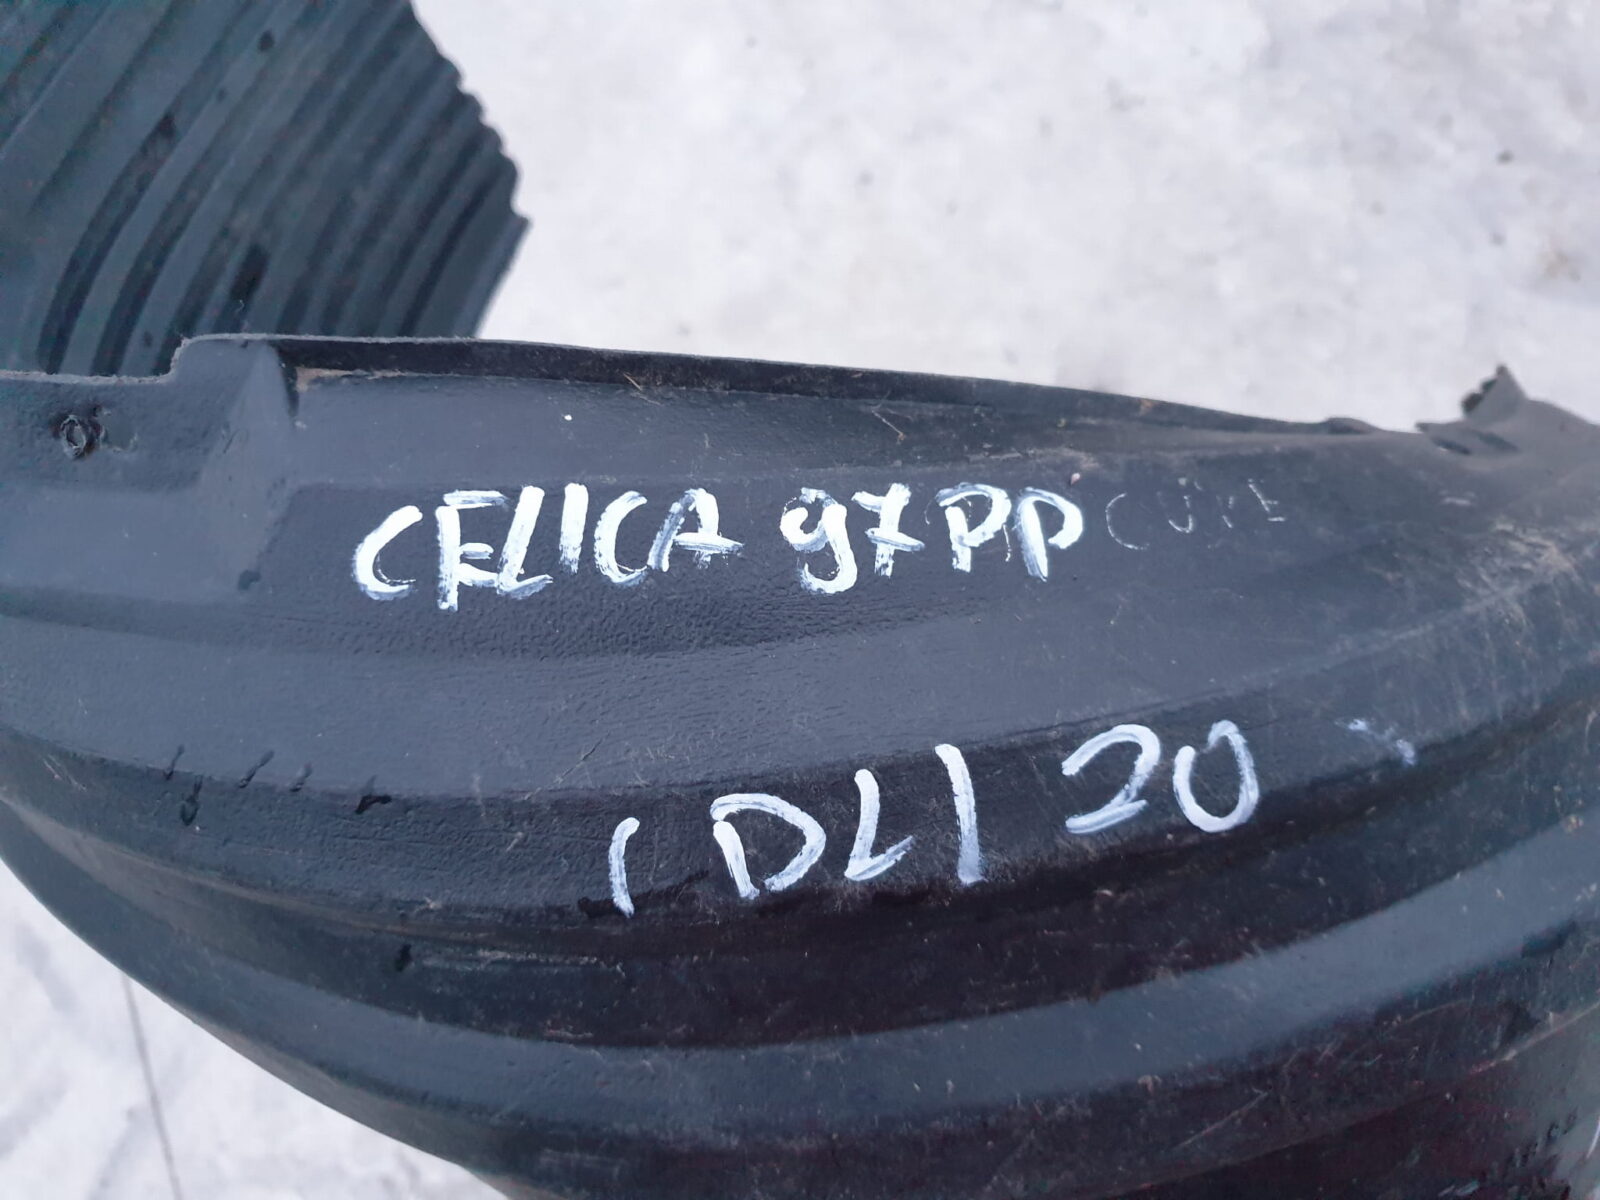 CELICA 97 PP
(DL) 20